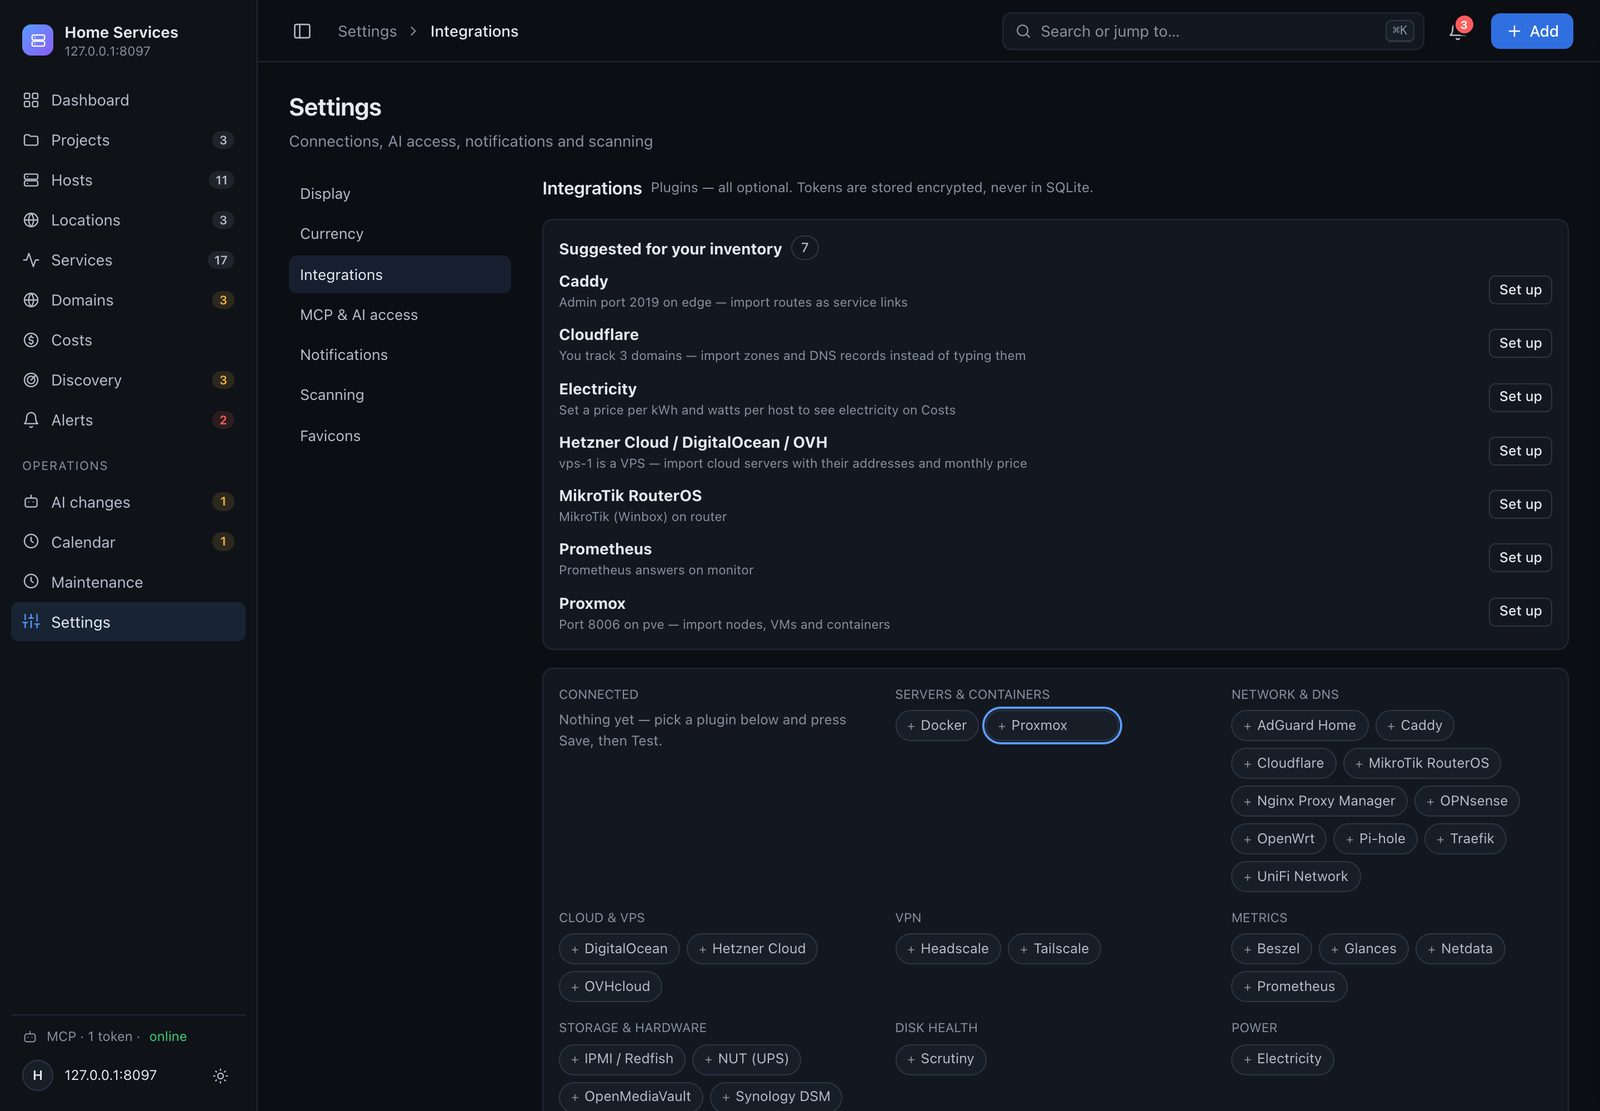 Home Services
127.0.0.1:8097
Dashboard
Projects 3
Hosts 11
Locations 3
Services 17
Domains 3
Costs
Discovery 3
Alerts 2
OPERATIONS
AI changes 1
Calendar 1
Maintenance
Settings
MCP · 1 token · online
H 127.0.0.1:8097
Settings > Integrations
Search or jump to... ⌘K
3
+ Add
Settings
Connections, AI access, notifications and scanning
Display
Currency
Integrations
MCP & AI access
Notifications
Scanning
Favicons
Integrations Plugins — all optional. Tokens are stored encrypted, never in SQLite.
Suggested for your inventory 7
Caddy
Admin port 2019 on edge — import routes as service links
Set up
Cloudflare
You track 3 domains — import zones and DNS records instead of typing them
Set up
Electricity
Set a price per kWh and watts per host to see electricity on Costs
Set up
Hetzner Cloud / DigitalOcean / OVH
vps-1 is a VPS — import cloud servers with their addresses and monthly price
Set up
MikroTik RouterOS
MikroTik (Winbox) on router
Set up
Prometheus
Prometheus answers on monitor
Set up
Proxmox
Port 8006 on pve — import nodes, VMs and containers
Set up
CONNECTED
Nothing yet — pick a plugin below and press
Save, then Test.
SERVERS & CONTAINERS
+ Docker + Proxmox
NETWORK & DNS
+ AdGuard Home + Caddy
+ Cloudflare + MikroTik RouterOS
+ Nginx Proxy Manager + OPNsense
+ OpenWrt + Pi-hole + Traefik
+ UniFi Network
CLOUD & VPS
+ DigitalOcean + Hetzner Cloud
+ OVHcloud
VPN
+ Headscale + Tailscale
METRICS
+ Beszel + Glances + Netdata
+ Prometheus
STORAGE & HARDWARE
+ IPMI / Redfish + NUT (UPS)
+ OpenMediaVault + Synology DSM
DISK HEALTH
+ Scrutiny
POWER
+ Electricity